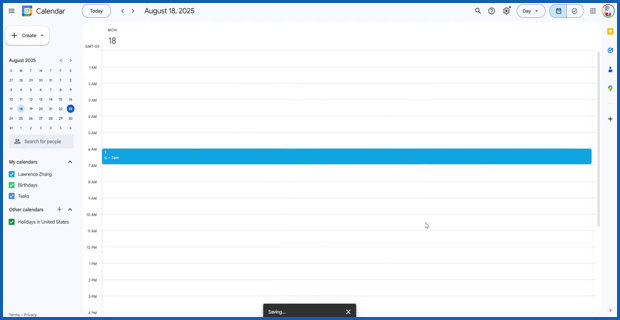 Calendar
Today
August 18, 2025
Day
Create
MON
18
GMT-04
August 2025
S M T W T F S
27 28 29 30 31 1 2
3 4 5 6 7 8 9
10 11 12 13 14 15 16
17 18 19 20 21 22 23
24 25 26 27 28 29 30
31 1 2 3 4 5 6
Search for people
My calendars
Lawrence Zhang
Birthdays
Tasks
Other calendars
Holidays in United States
1 AM
2 AM
3 AM
4 AM
5 AM
6 AM
6 – 7am
7 AM
8 AM
9 AM
10 AM
11 AM
12 PM
1 PM
2 PM
3 PM
4 PM
Saving...
Terms – Privacy